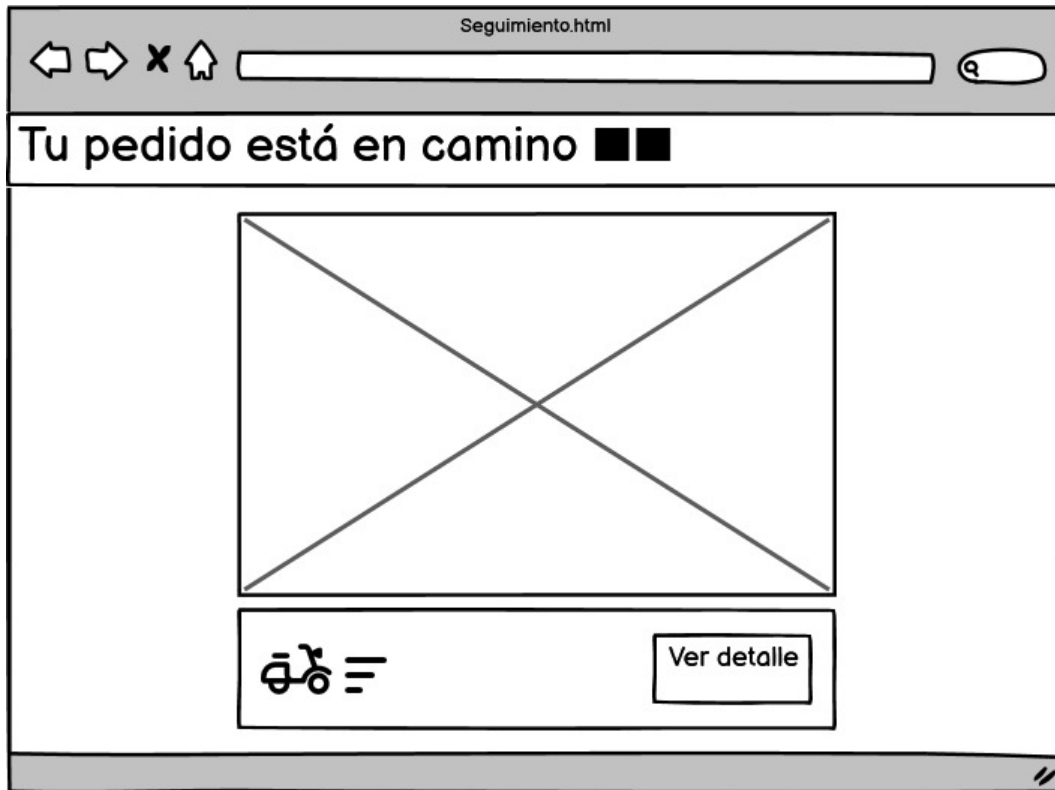 Seguimiento.html
Tu pedido está en camino ■■
Ver detalle